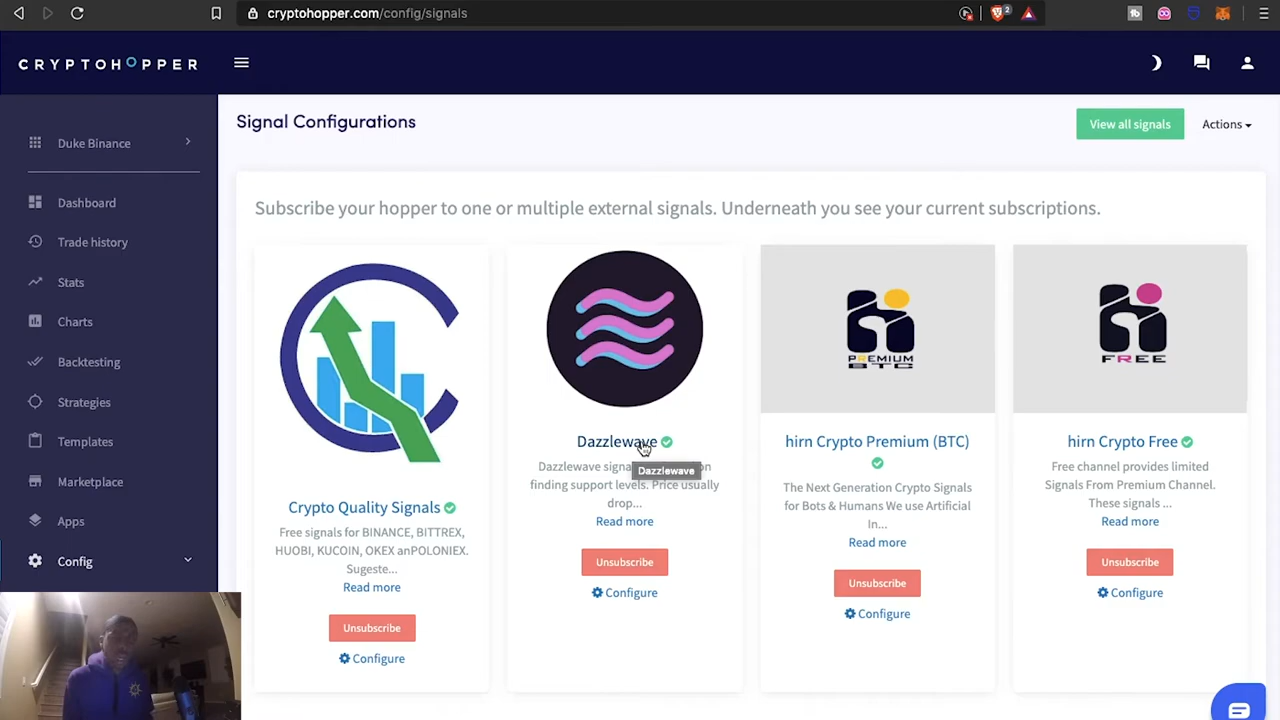 cryptohopper.com/config/signals
2
CRYPTOHOPPER
Duke Binance
Dashboard
Trade history
Stats
Charts
Backtesting
Strategies
Templates
Marketplace
Apps
Config
Signal Configurations
View all signals
Actions
Subscribe your hopper to one or multiple external signals. Underneath you see your current subscriptions.
Crypto Quality Signals
Free signals for BINANCE, BITTREX,
HUOBI, KUCOIN, OKEX anPOLONIEX.
Sugeste...
Read more
Unsubscribe
Configure
Dazzlewave
Dazzlewave
Dazzlewave on
finding support levels. Price usually
drop...
Read more
Unsubscribe
Configure
PREMIUM
BTC
hirn Crypto Premium (BTC)
The Next Generation Crypto Signals
for Bots & Humans We use Artificial
In...
Read more
Unsubscribe
Configure
FREE
hirn Crypto Free
Free channel provides limited
Signals From Premium Channel.
These signals ...
Read more
Unsubscribe
Configure